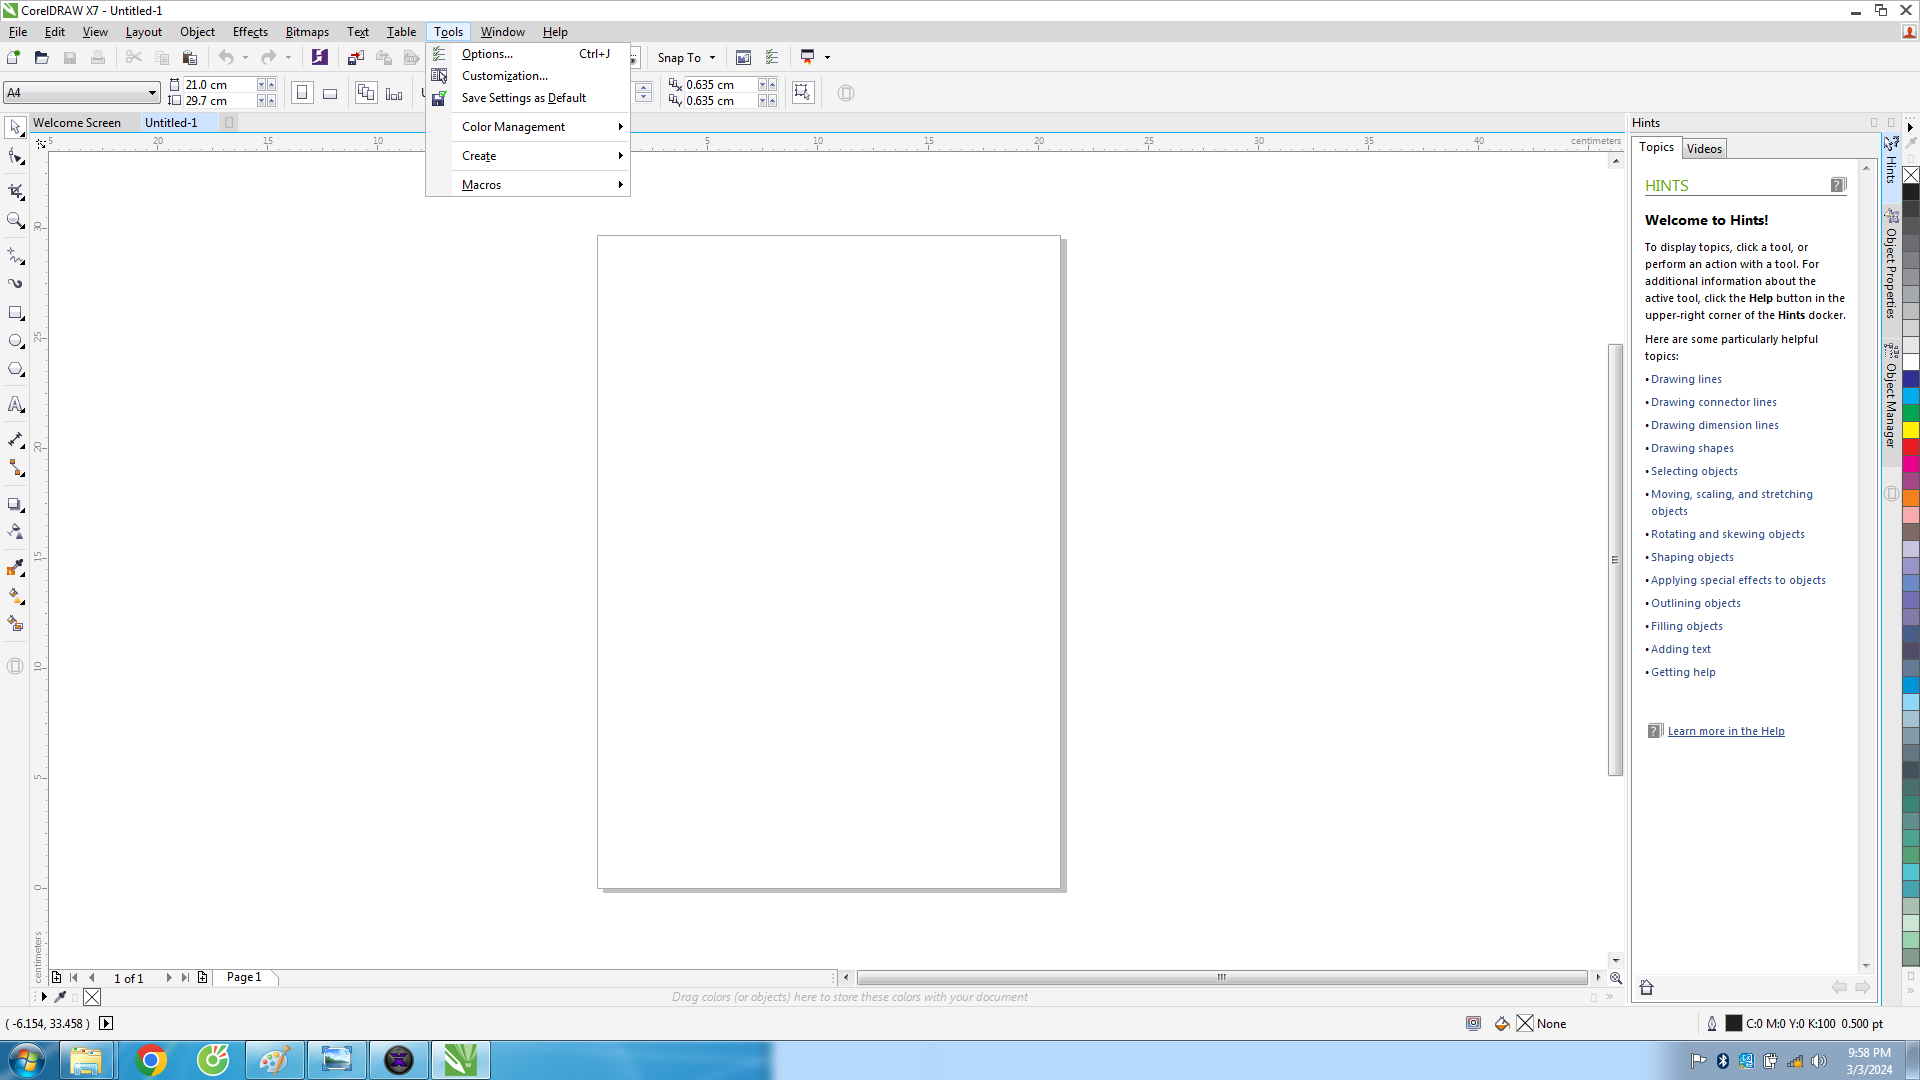 CorelDRAW X7 - Untitled-1
File Edit View Layout Object Effects Bitmaps Text Table Tools Window Help
Snap To
A4
21.0 cm
29.7 cm
0.635 cm
0.635 cm
Options... Ctrl+J
Customization...
Save Settings as Default
Color Management
Create
Macros
Welcome Screen Untitled-1
20 15 10 5 10 15 20 25 30 35 40 centimeters
30
25
20
15
10
5
0
centimeters
Hints
Topics Videos
HINTS
Welcome to Hints!
To display topics, click a tool, or
perform an action with a tool. For
additional information about the
active tool, click the Help button in the
upper-right corner of the Hints docker.
Here are some particularly helpful
topics:
• Drawing lines
• Drawing connector lines
• Drawing dimension lines
• Drawing shapes
• Selecting objects
• Moving, scaling, and stretching
objects
• Rotating and skewing objects
• Shaping objects
• Applying special effects to objects
• Outlining objects
• Filling objects
• Adding text
• Getting help
Learn more in the Help
Hints
Object Properties
Object Manager
1 of 1 Page 1
Drag colors (or objects) here to store these colors with your document
( -6.154, 33.458 )
None
C:0 M:0 Y:0 K:100 0.500 pt
9:58 PM
3/3/2024